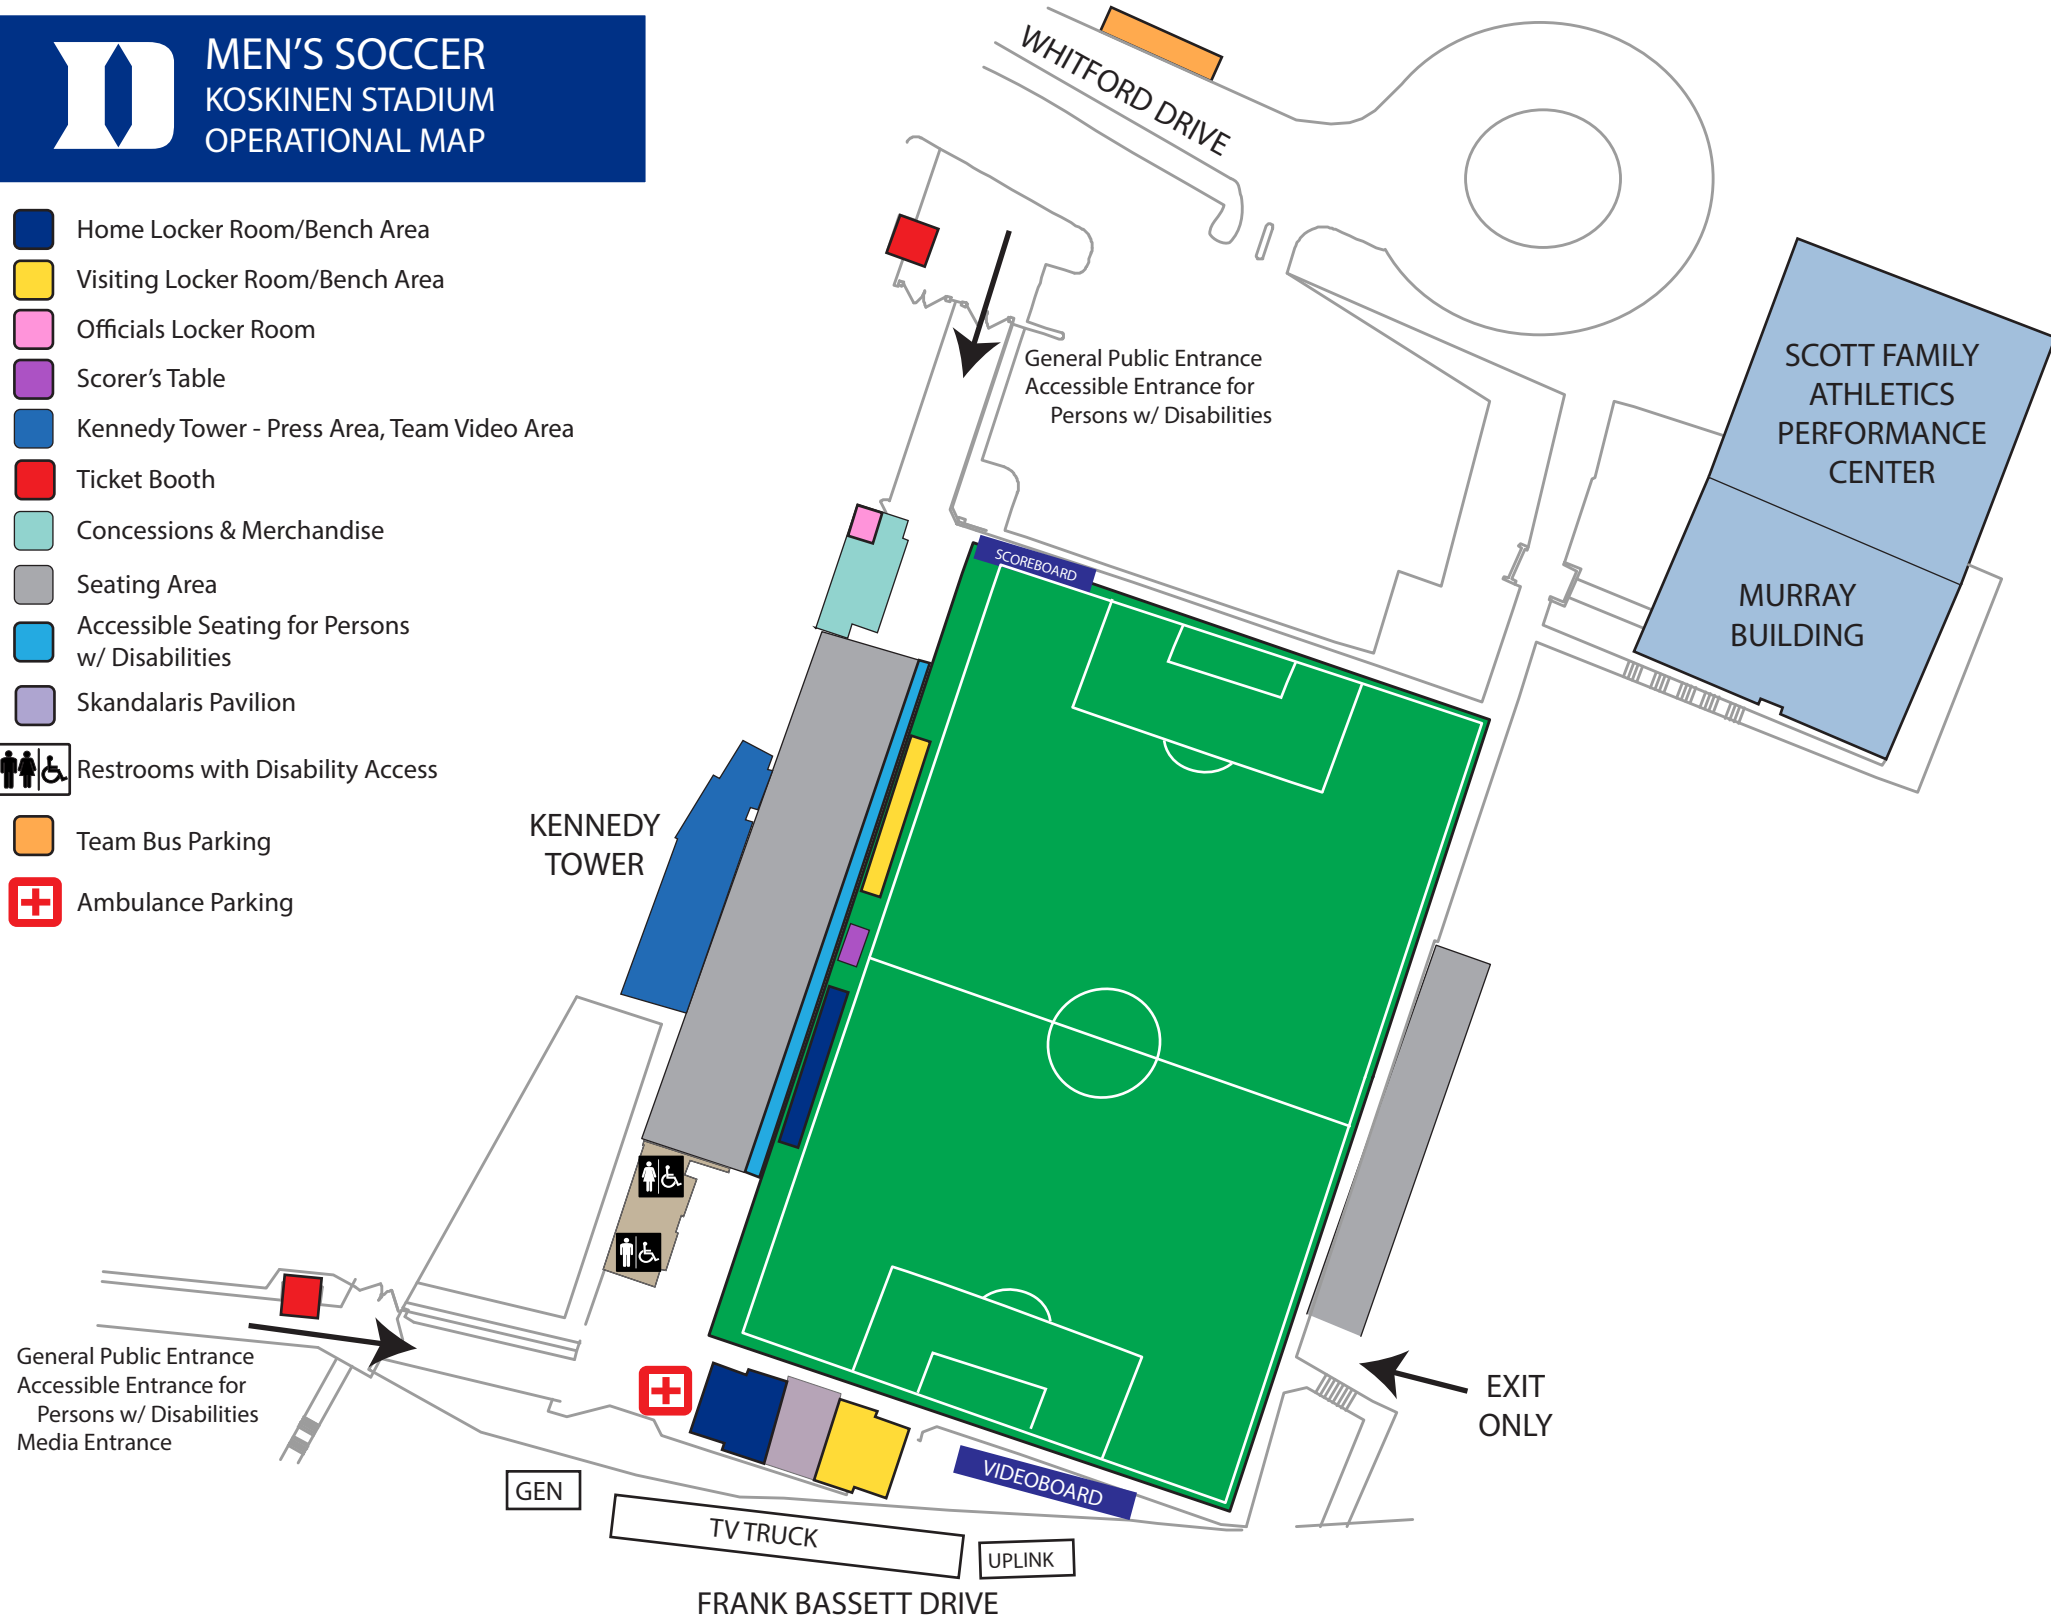 D
MEN'S SOCCER
KOSKINEN STADIUM
OPERATIONAL MAP
Home Locker Room/Bench Area
Visiting Locker Room/Bench Area
Officials Locker Room
Scorer's Table
Kennedy Tower - Press Area, Team Video Area
Ticket Booth
Concessions & Merchandise
Seating Area
Accessible Seating for Persons
w/ Disabilities
Skandalaris Pavilion
Restrooms with Disability Access
Team Bus Parking
Ambulance Parking
WHITFORD DRIVE
General Public Entrance
Accessible Entrance for
Persons w/ Disabilities
SCOTT FAMILY
ATHLETICS
PERFORMANCE
CENTER
MURRAY
BUILDING
SCOREBOARD
KENNEDY
TOWER
General Public Entrance
Accessible Entrance for
Persons w/ Disabilities
Media Entrance
EXIT
ONLY
VIDEOBOARD
GEN
TV TRUCK
UPLINK
FRANK BASSETT DRIVE